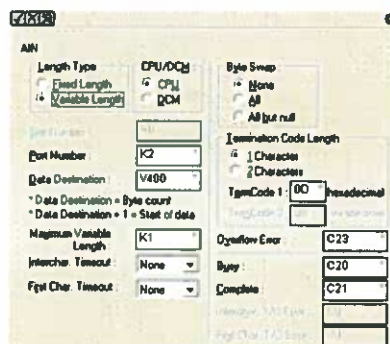 AIN
Length Type
Fixed Length
Variable Length
CPU/DCM
CPU
DCM
Byte Swap
None
All
All but null
Port Number : K2
Data Destination : V400
* Data Destination = Byte count
* Data Destination + 1 = Start of data
Maximum Variable Length : K1
Interchar. Timeout : None
First Char. Timeout : None
Termination Code Length
1 Character
2 Characters
TermCode 1 : 0D hexadecimal
Overflow Error : C23
Busy : C20
Complete : C21